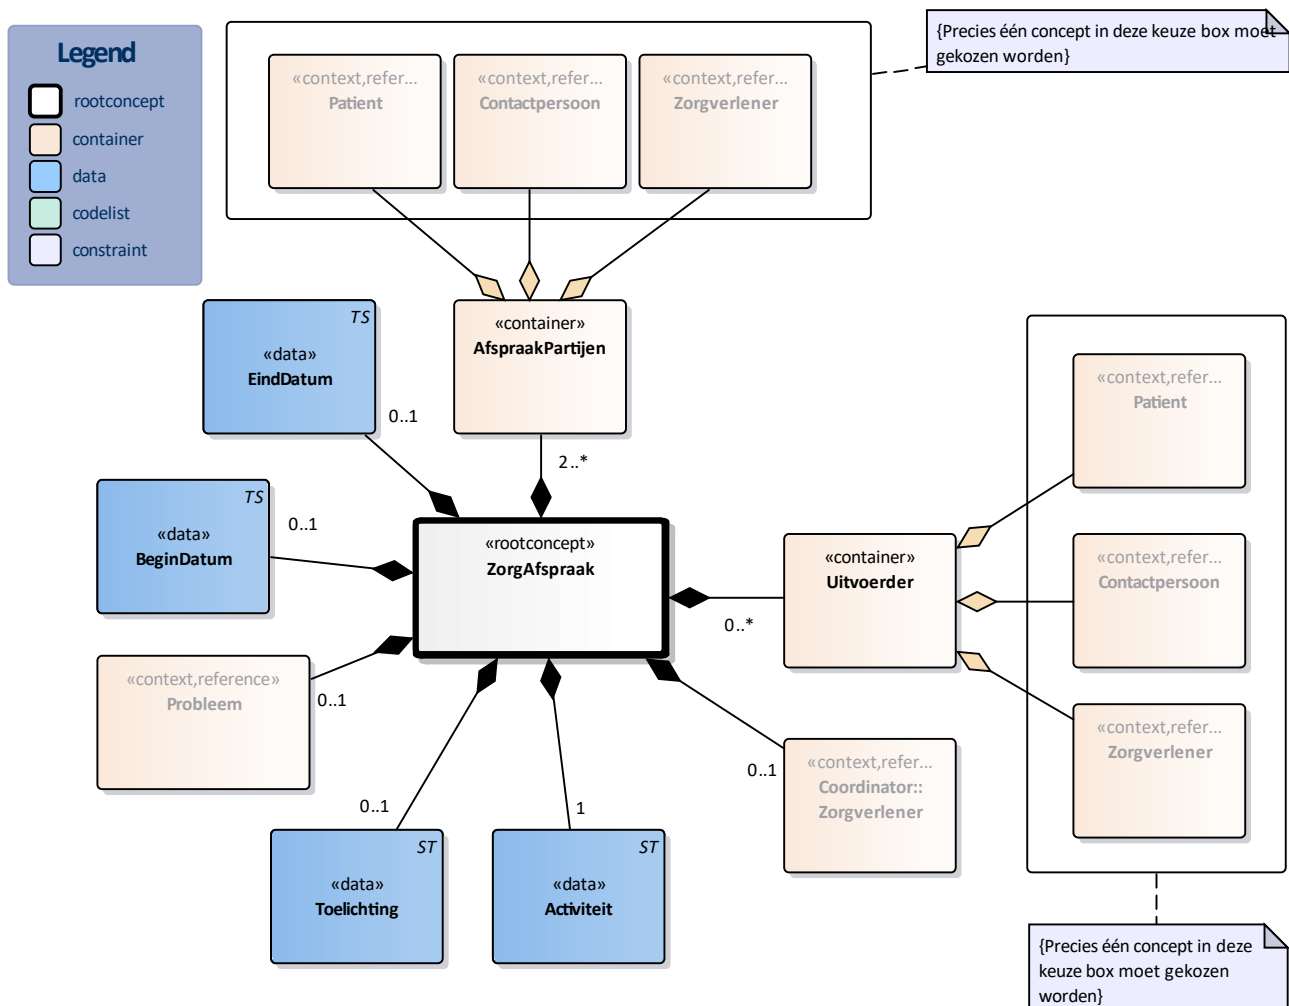 Legend
rootconcept
container
data
codelist
constraint
{Precies één concept in deze keuze box moet
gekozen worden}
«context,refer...
Patient
«context,refer...
Contactpersoon
«context,refer...
Zorgverlener
TS
«data»
EindDatum
0..1
«container»
AfspraakPartijen
2..*
TS
«data»
BeginDatum
0..1
«rootconcept»
ZorgAfspraak
«container»
Uitvoerder
0..*
«context,refer...
Patient
«context,refer...
Contactpersoon
«context,refer...
Zorgverlener
«context,reference»
Probleem
0..1
0..1
1
0..1
«context,refer...
Coordinator::
Zorgverlener
ST
«data»
Toelichting
ST
«data»
Activiteit
{Precies één concept in deze
keuze box moet gekozen
worden}